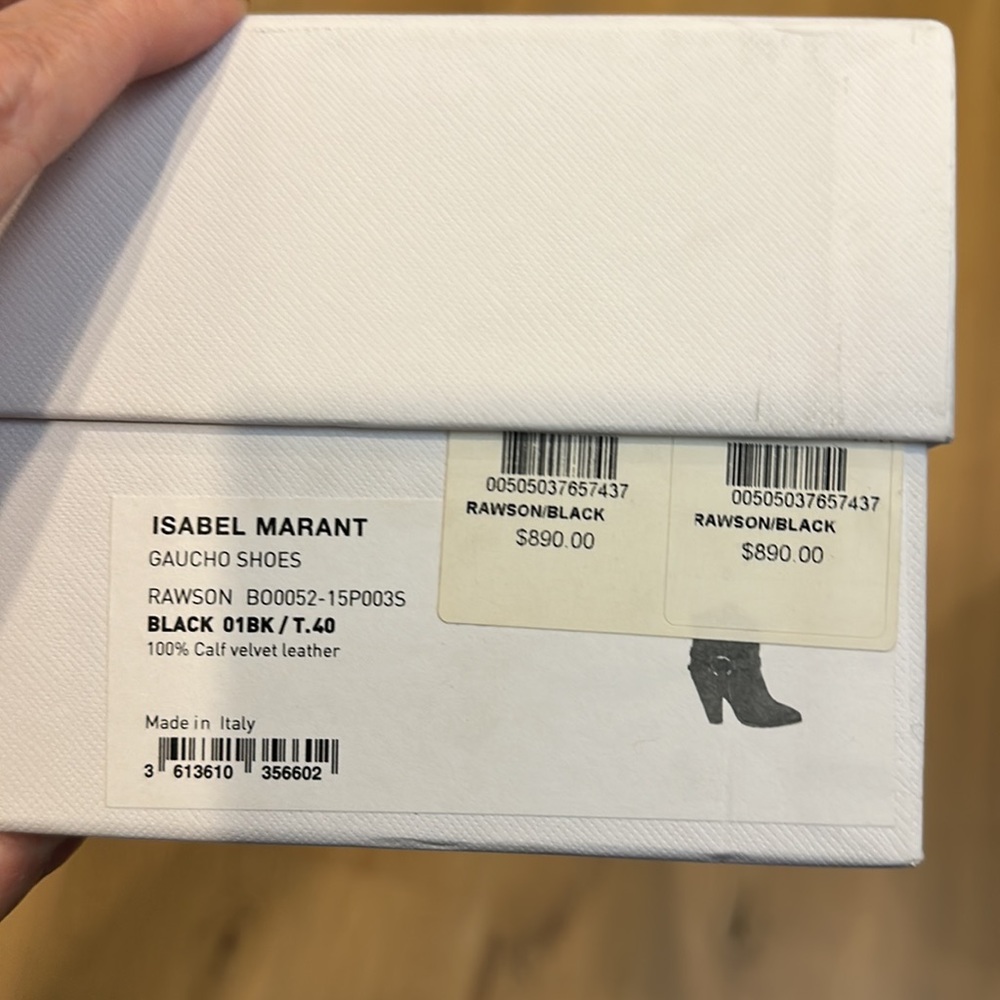 ISABEL MARANT
GAUCHO SHOES
RAWSON BO0052-15P003S
BLACK 01BK / T.40
100% Calf velvet leather
Made in Italy
3 613610 356602
00505037657437
RAWSON/BLACK
$890.00
00505037657437
RAWSON/BLACK
$890.00